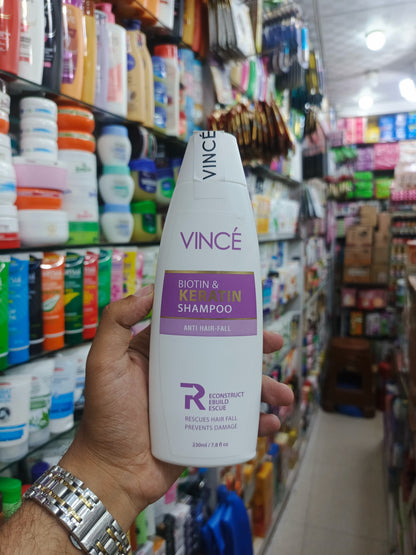 VINCÉ
VINCÉ
BIOTIN &
KERATIN
SHAMPOO
ANTI HAIR-FALL
R ECONSTRUCT
EBUILD
ESCUE
RESCUES HAIR FALL
PREVENTS DAMAGE
230ml / 7.8 fl oz